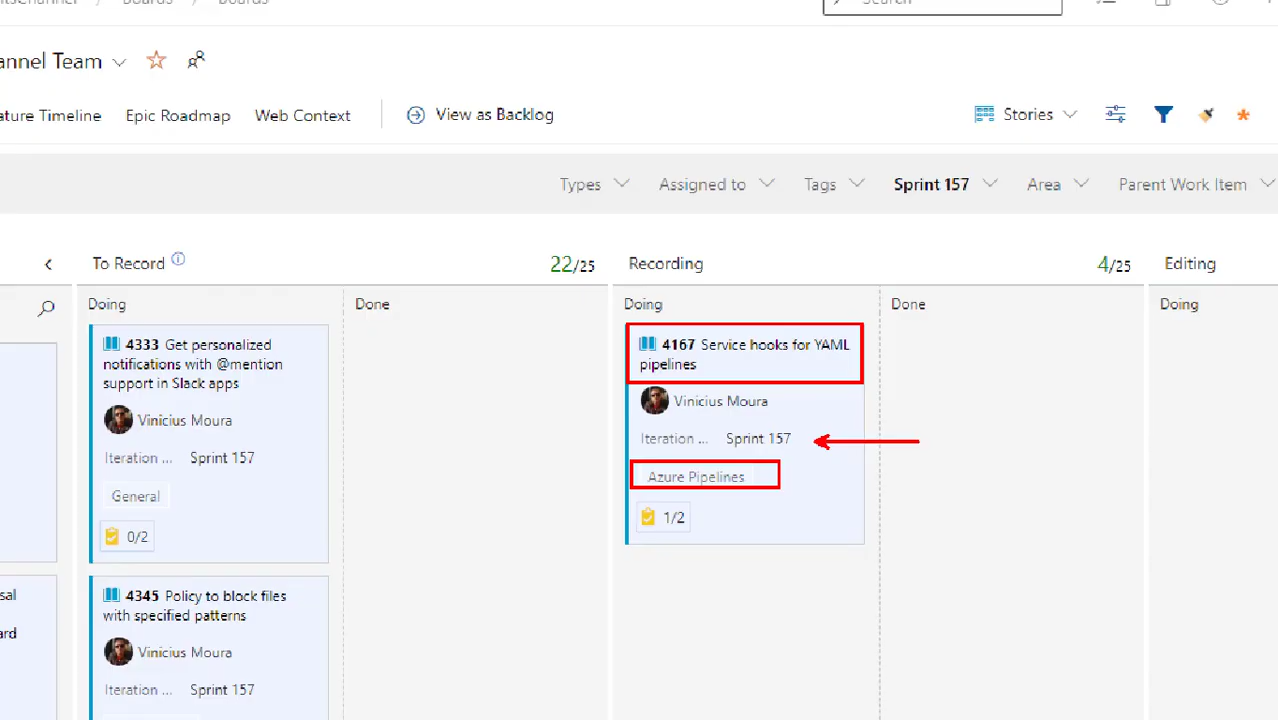 Boards / Boards
Search
annel Team
ature Timeline Epic Roadmap Web Context View as Backlog Stories
Types Assigned to Tags Sprint 157 Area Parent Work Item
To Record 22/25 Recording 4/25 Editing
Doing Done Doing Done Doing
4333 Get personalized
notifications with @mention
support in Slack apps
Vinicius Moura
Iteration ... Sprint 157
General
0/2
4345 Policy to block files
with specified patterns
Vinicius Moura
Iteration ... Sprint 157
4167 Service hooks for YAML
pipelines
Vinicius Moura
Iteration ... Sprint 157
Azure Pipelines
1/2
sal
ard